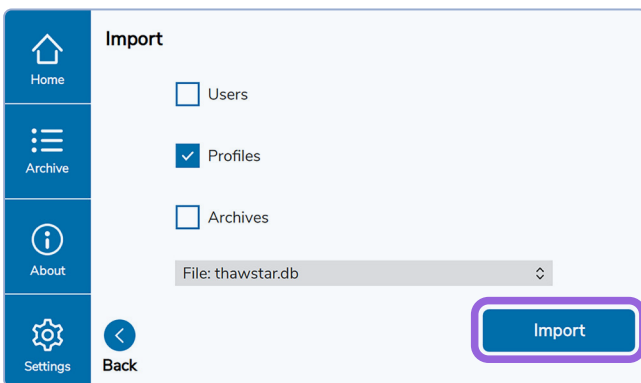 Import
Home
Users
Archive
Profiles
Archives
About
File: thawstar.db
Import
Settings
Back